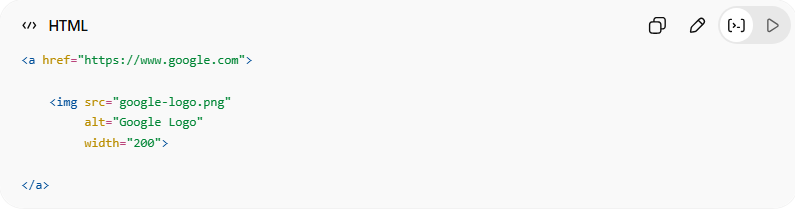 HTML
<a href="https://www.google.com">
<img src="google-logo.png"
alt="Google Logo"
width="200">
</a>